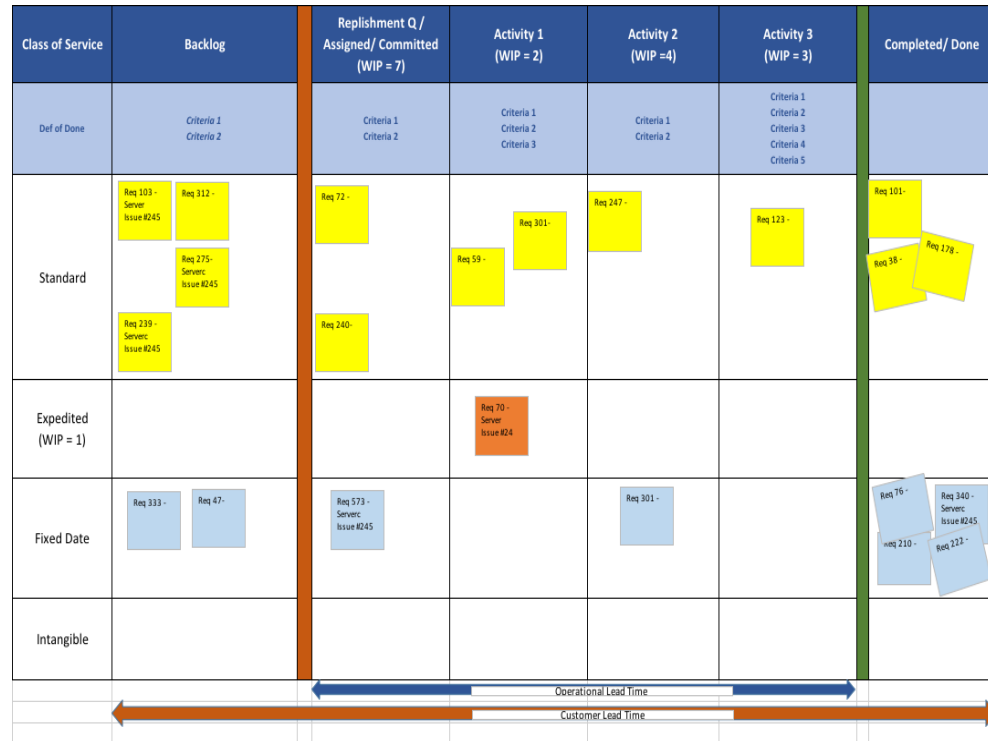 Class of Service
Backlog
Replishment Q /
Assigned/ Committed
(WIP = 7)
Activity 1
(WIP = 2)
Activity 2
(WIP =4)
Activity 3
(WIP = 3)
Completed/ Done
Def of Done
Criteria 1
Criteria 2
Criteria 1
Criteria 2
Criteria 1
Criteria 2
Criteria 3
Criteria 1
Criteria 2
Criteria 1
Criteria 2
Criteria 3
Criteria 4
Criteria 5
Standard
Req 103 -
Server
Issue #245
Req 312 -
Req 275-
Serverc
Issue #245
Req 239 -
Serverc
Issue #245
Req 72 -
Req 240-
Req 59 -
Req 301-
Req 247 -
Req 123 -
Req 101-
Req 38 -
Req 178 -
Expedited
(WIP = 1)
Req 70 -
Server
Issue #24
Fixed Date
Req 333 -
Req 47-
Req 573 -
Serverc
Issue #245
Req 301 -
Req 76 -
Req 340 -
Serverc
Issue #245
Req 210 -
Req 222 -
Intangible
Operational Lead Time
Customer Lead Time